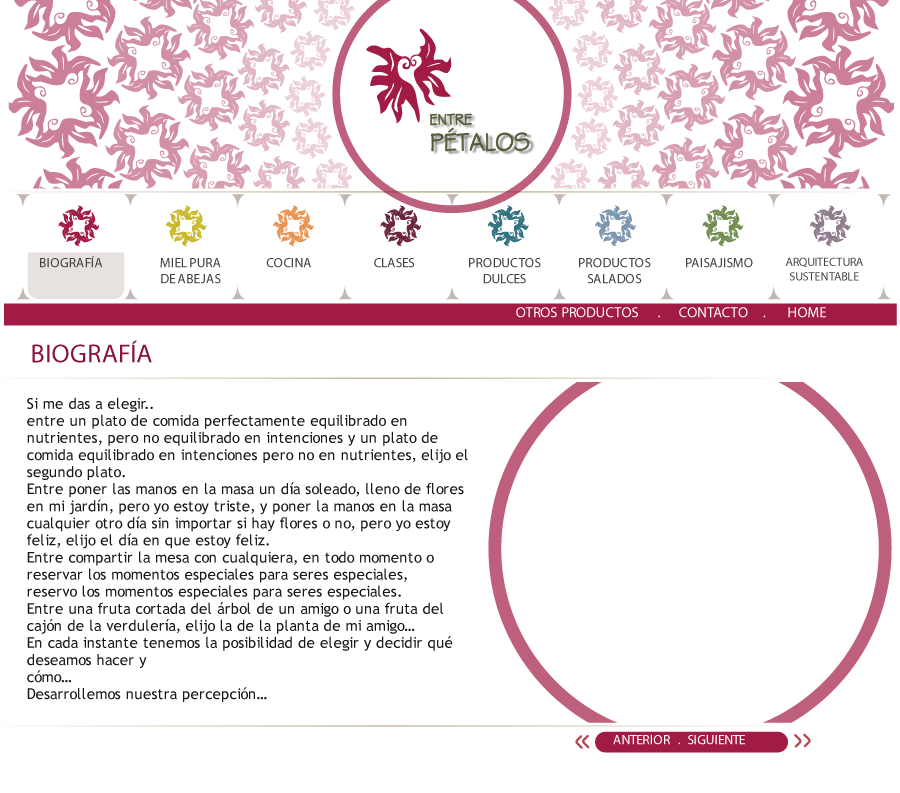 ENTRE
PÉTALOS
BIOGRAFÍA
MIEL PURA
DE ABEJAS
COCINA
CLASES
PRODUCTOS
DULCES
PRODUCTOS
SALADOS
PAISAJISMO
ARQUITECTURA
SUSTENTABLE
OTROS PRODUCTOS . CONTACTO . HOME
BIOGRAFÍA
Si me das a elegir..
entre un plato de comida perfectamente equilibrado en
nutrientes, pero no equilibrado en intenciones y un plato de
comida equilibrado en intenciones pero no en nutrientes, elijo el
segundo plato.
Entre poner las manos en la masa un día soleado, lleno de flores
en mi jardín, pero yo estoy triste, y poner la manos en la masa
cualquier otro día sin importar si hay flores o no, pero yo estoy
feliz, elijo el día en que estoy feliz.
Entre compartir la mesa con cualquiera, en todo momento o
reservar los momentos especiales para seres especiales,
reservo los momentos especiales para seres especiales.
Entre una fruta cortada del árbol de un amigo o una fruta del
cajón de la verdulería, elijo la de la planta de mi amigo...
En cada instante tenemos la posibilidad de elegir y decidir qué
deseamos hacer y
cómo...
Desarrollemos nuestra percepción...
« ANTERIOR . SIGUIENTE »